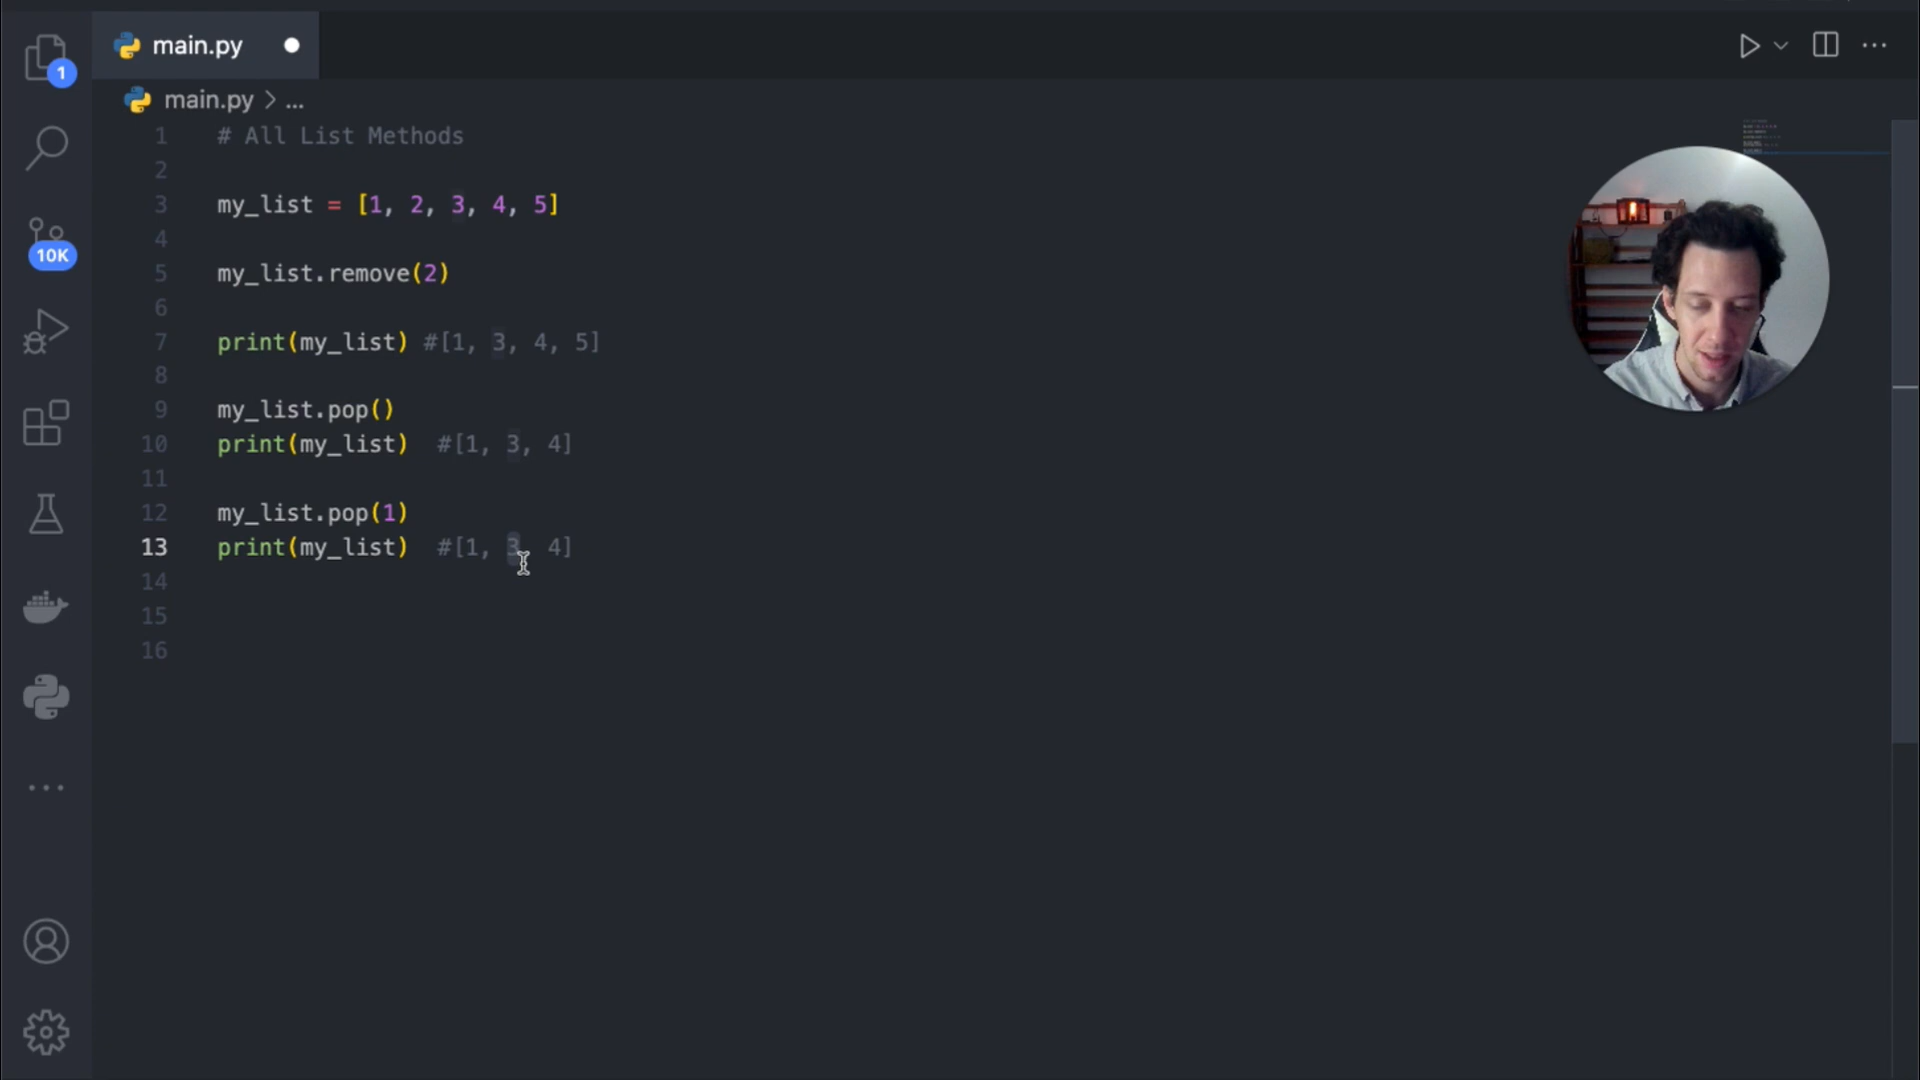 main.py
1
main.py > ...
1 # All List Methods
2
3 my_list = [1, 2, 3, 4, 5]
4
10K
5 my_list.remove(2)
6
7 print(my_list) #[1, 3, 4, 5]
8
9 my_list.pop()
10 print(my_list)  #[1, 3, 4]
11
12 my_list.pop(1)
13 print(my_list)  #[1, 3, 4]
14
15
16